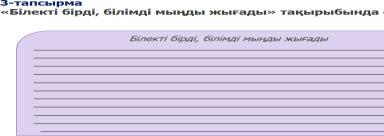 3-тапсырма
«Білекті бірді, білімді мыңды жығады» тақырыбында
Білекті бірді, білімді мыңды жығады